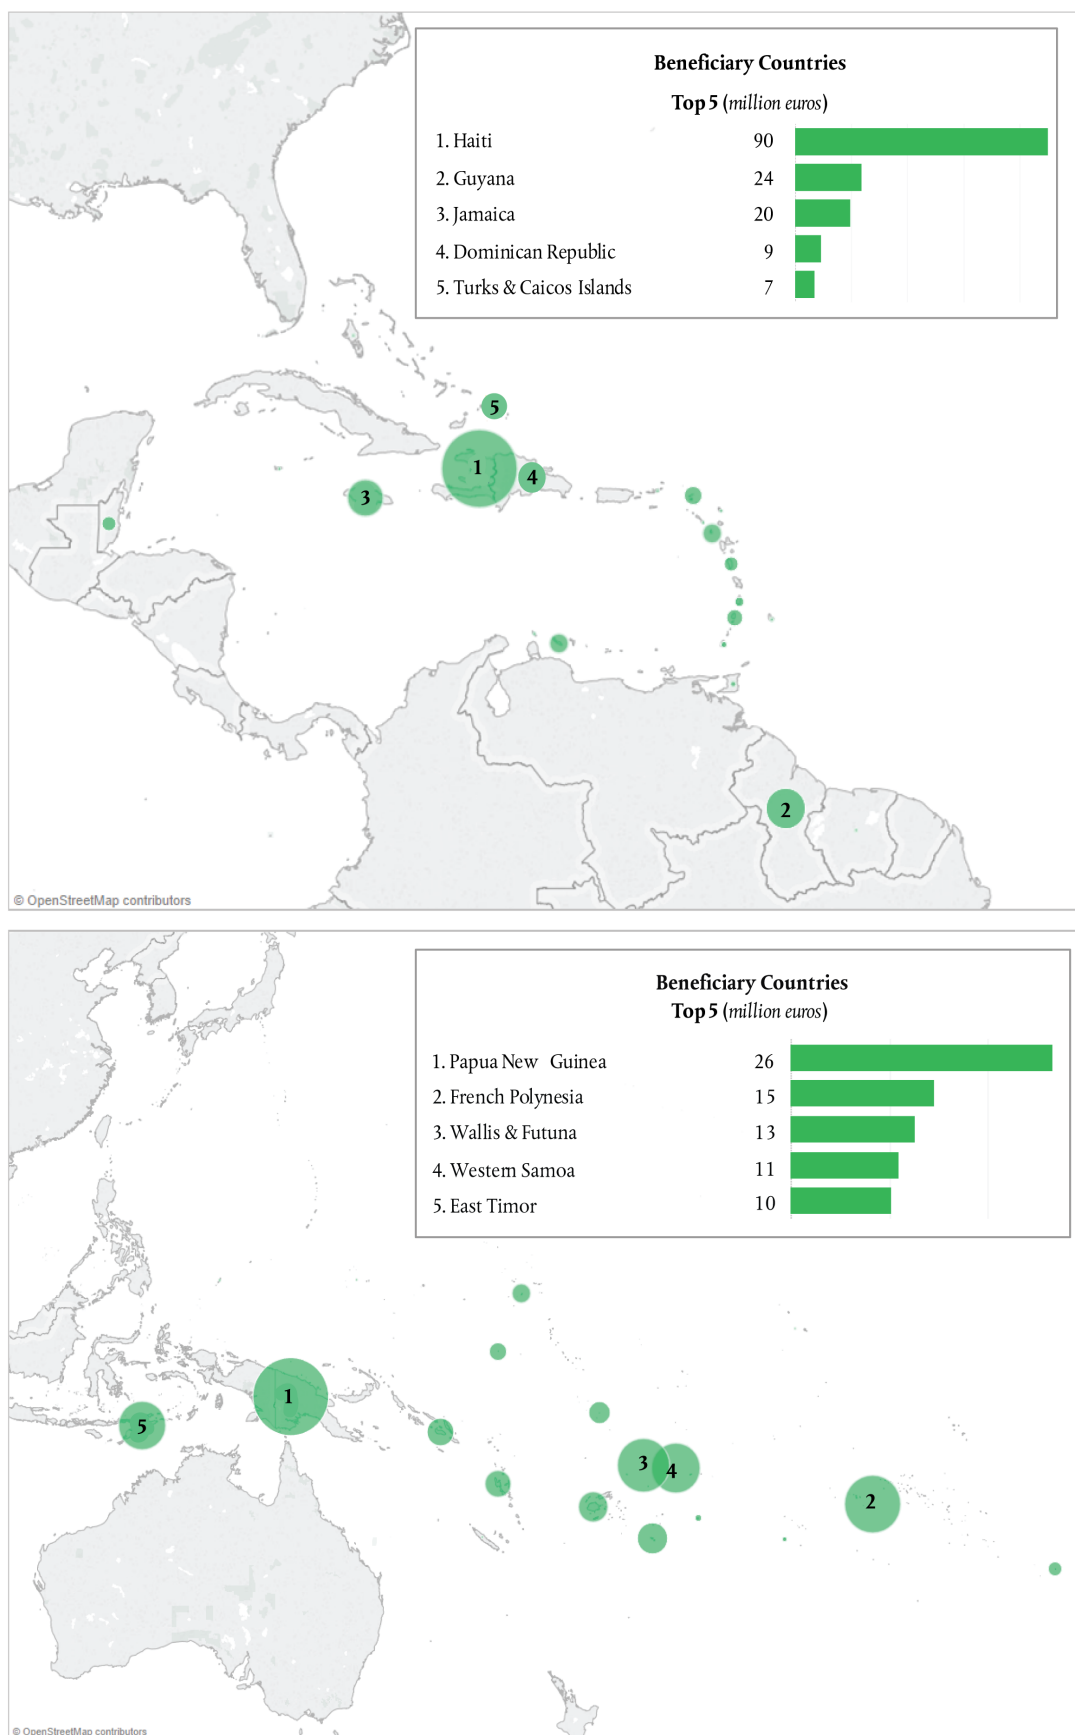 Beneficiary Countries
Top 5 (million euros)
1. Haiti 90
2. Guyana 24
3. Jamaica 20
4. Dominican Republic 9
5. Turks & Caicos Islands 7
5
1
4
3
2
© OpenStreetMap contributors
Beneficiary Countries
Top 5 (million euros)
1. Papua New Guinea 26
2. French Polynesia 15
3. Wallis & Futuna 13
4. Western Samoa 11
5. East Timor 10
1
5
3
4
2
© OpenStreetMap contributors